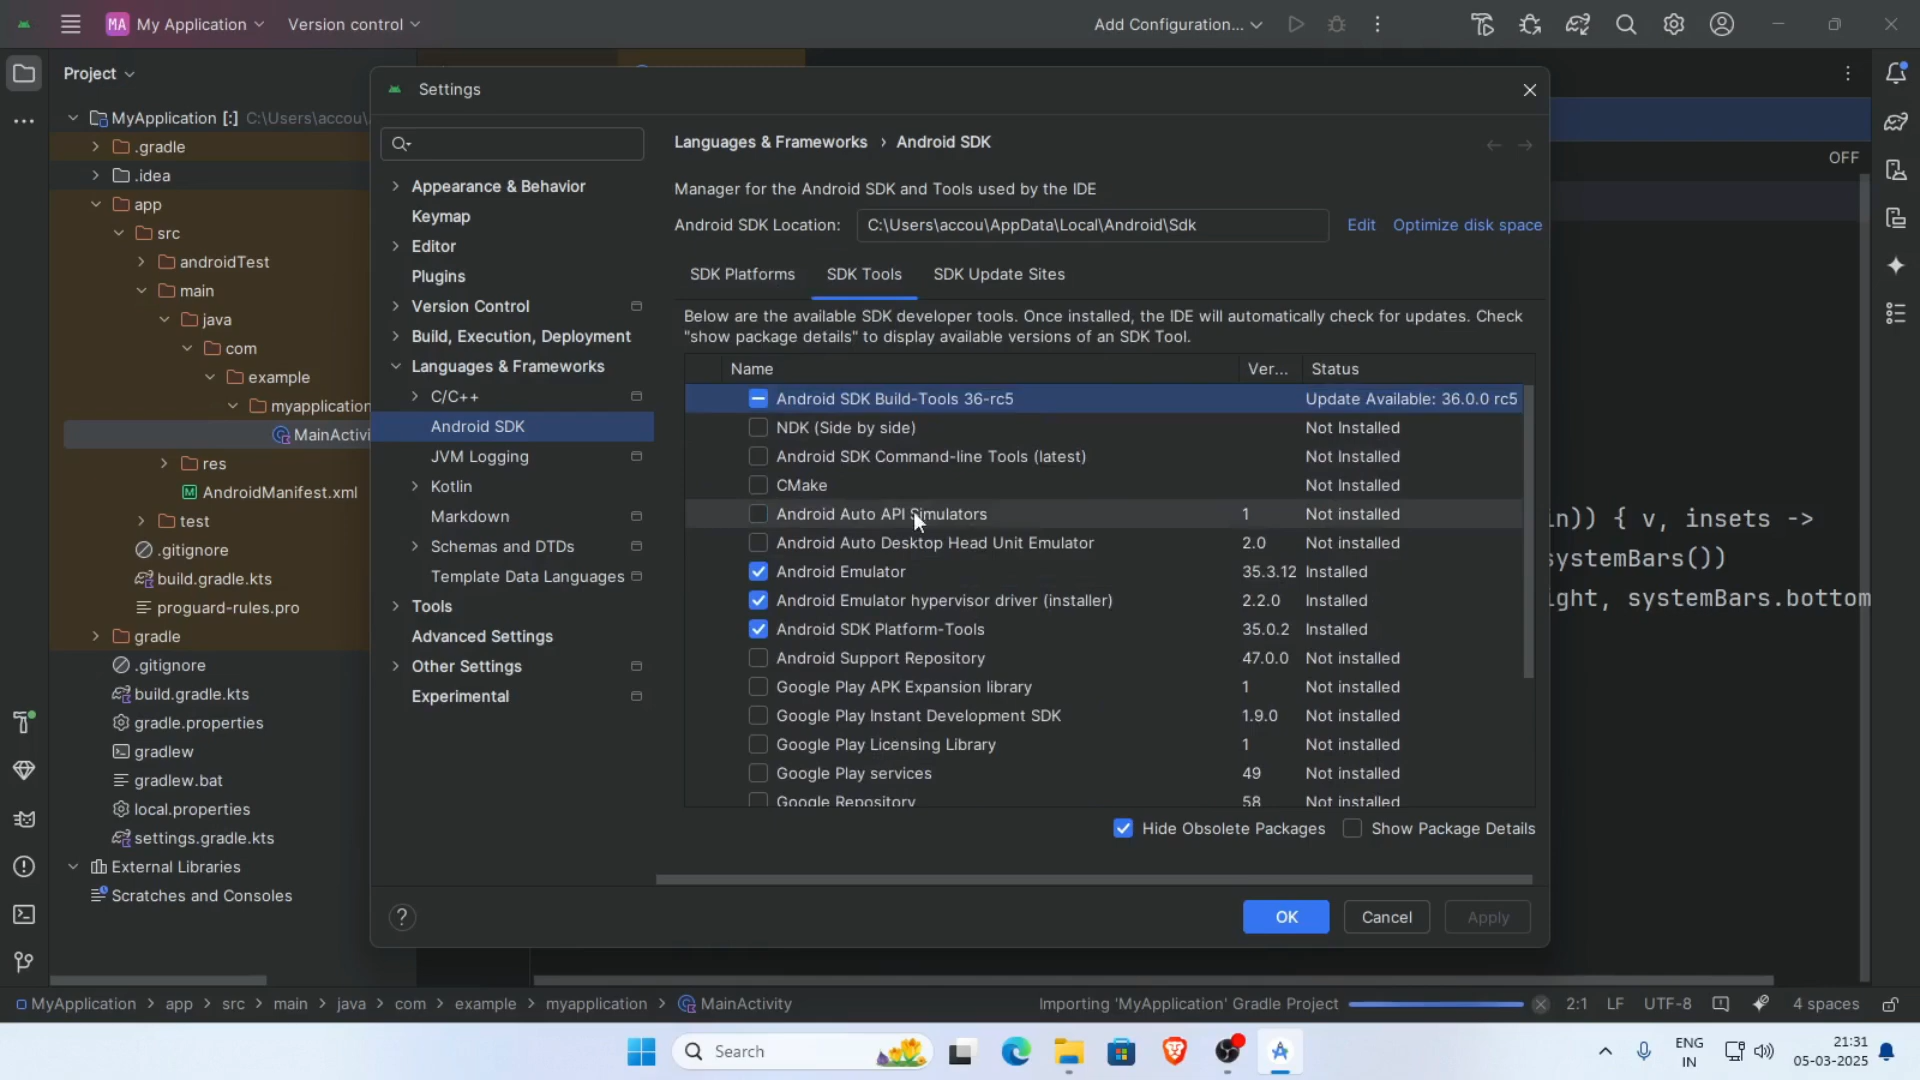 MA My Application
Version control
Add Configuration...
Project
MyApplication [:] C:\Users\accou\
.gradle
.idea
app
src
androidTest
main
java
com
example
myapplication
MainActivi
res
AndroidManifest.xml
test
.gitignore
build.gradle.kts
proguard-rules.pro
gradle
.gitignore
build.gradle.kts
gradle.properties
gradlew
gradlew.bat
local.properties
settings.gradle.kts
External Libraries
Scratches and Consoles
Settings
Appearance & Behavior
Keymap
Editor
Plugins
Version Control
Build, Execution, Deployment
Languages & Frameworks
C/C++
Android SDK
JVM Logging
Kotlin
Markdown
Schemas and DTDs
Template Data Languages
Tools
Advanced Settings
Other Settings
Experimental
Languages & Frameworks › Android SDK
Manager for the Android SDK and Tools used by the IDE
Android SDK Location: C:\Users\accou\AppData\Local\Android\Sdk Edit Optimize disk space
SDK Platforms SDK Tools SDK Update Sites
Below are the available SDK developer tools. Once installed, the IDE will automatically check for updates. Check
"show package details" to display available versions of an SDK Tool.
Name Ver... Status
Android SDK Build-Tools 36-rc5 Update Available: 36.0.0 rc5
NDK (Side by side) Not Installed
Android SDK Command-line Tools (latest) Not Installed
CMake Not Installed
Android Auto API Simulators 1 Not installed
Android Auto Desktop Head Unit Emulator 2.0 Not installed
Android Emulator 35.3.12 Installed
Android Emulator hypervisor driver (installer) 2.2.0 Installed
Android SDK Platform-Tools 35.0.2 Installed
Android Support Repository 47.0.0 Not installed
Google Play APK Expansion library 1 Not installed
Google Play Instant Development SDK 1.9.0 Not installed
Google Play Licensing Library 1 Not installed
Google Play services 49 Not installed
Google Repository 58 Not installed
Hide Obsolete Packages Show Package Details
? OK Cancel Apply
OFF
in)) { v, insets ->
systemBars())
ight, systemBars.bottom
MyApplication > app > src > main > java > com > example > myapplication > MainActivity
Importing 'MyApplication' Gradle Project
2:1 LF UTF-8 4 spaces
Search
ENG
IN
21:31
05-03-2025